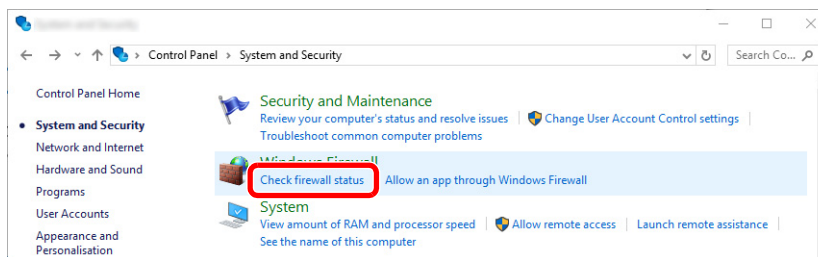 System and Security
Control Panel > System and Security
Search Co...
Control Panel Home
System and Security
Network and Internet
Hardware and Sound
Programs
User Accounts
Appearance and
Personalisation
Security and Maintenance
Review your computer's status and resolve issues
Change User Account Control settings
Troubleshoot common computer problems
Windows Firewall
Check firewall status
Allow an app through Windows Firewall
System
View amount of RAM and processor speed
Allow remote access
Launch remote assistance
See the name of this computer